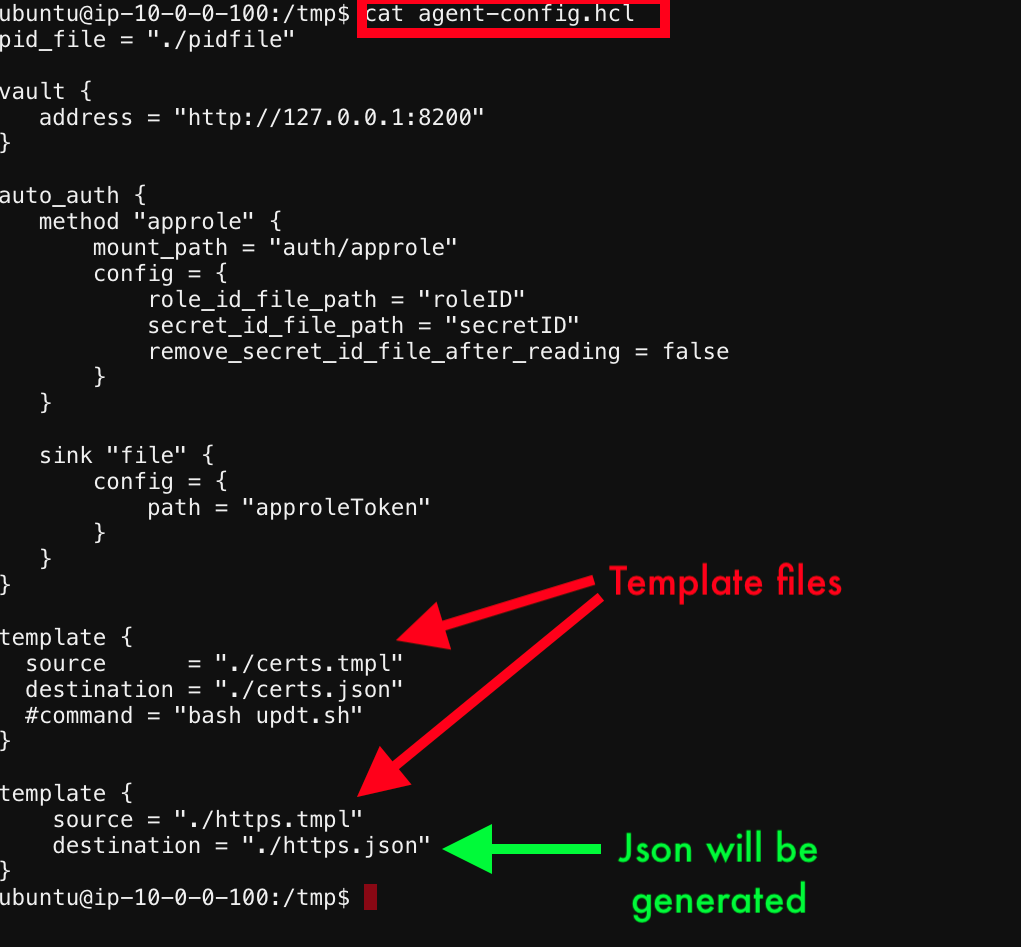 ubuntu@ip-10-0-0-100:/tmp$ cat agent-config.hcl
pid_file = "./pidfile"
vault {
address = "http://127.0.0.1:8200"
}
auto_auth {
method "approle" {
mount_path = "auth/approle"
config = {
role_id_file_path = "roleID"
secret_id_file_path = "secretID"
remove_secret_id_file_after_reading = false
}
}
sink "file" {
config = {
path = "approleToken"
}
}
}
Template files
template {
source = "./certs.tmpl"
destination = "./certs.json"
#command = "bash updt.sh"
}
template {
source = "./https.tmpl"
destination = "./https.json"
Json will be
generated
}
ubuntu@ip-10-0-0-100:/tmp$